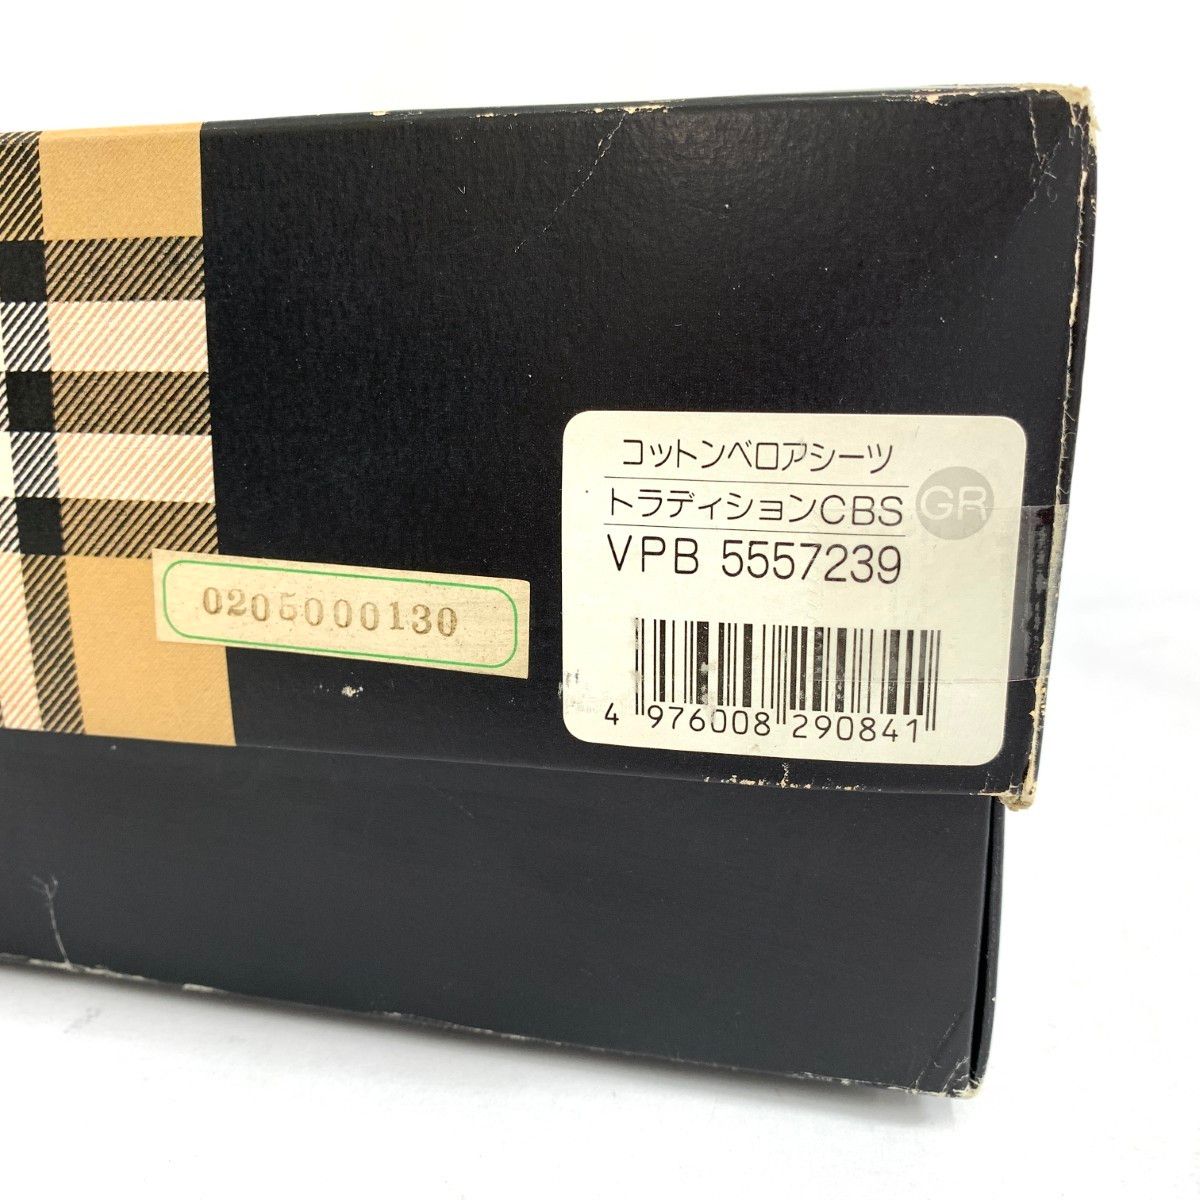 コットンベロアシーツ
トラディションCBS GR
VPB 5557239
4 976008 290841
0205000130